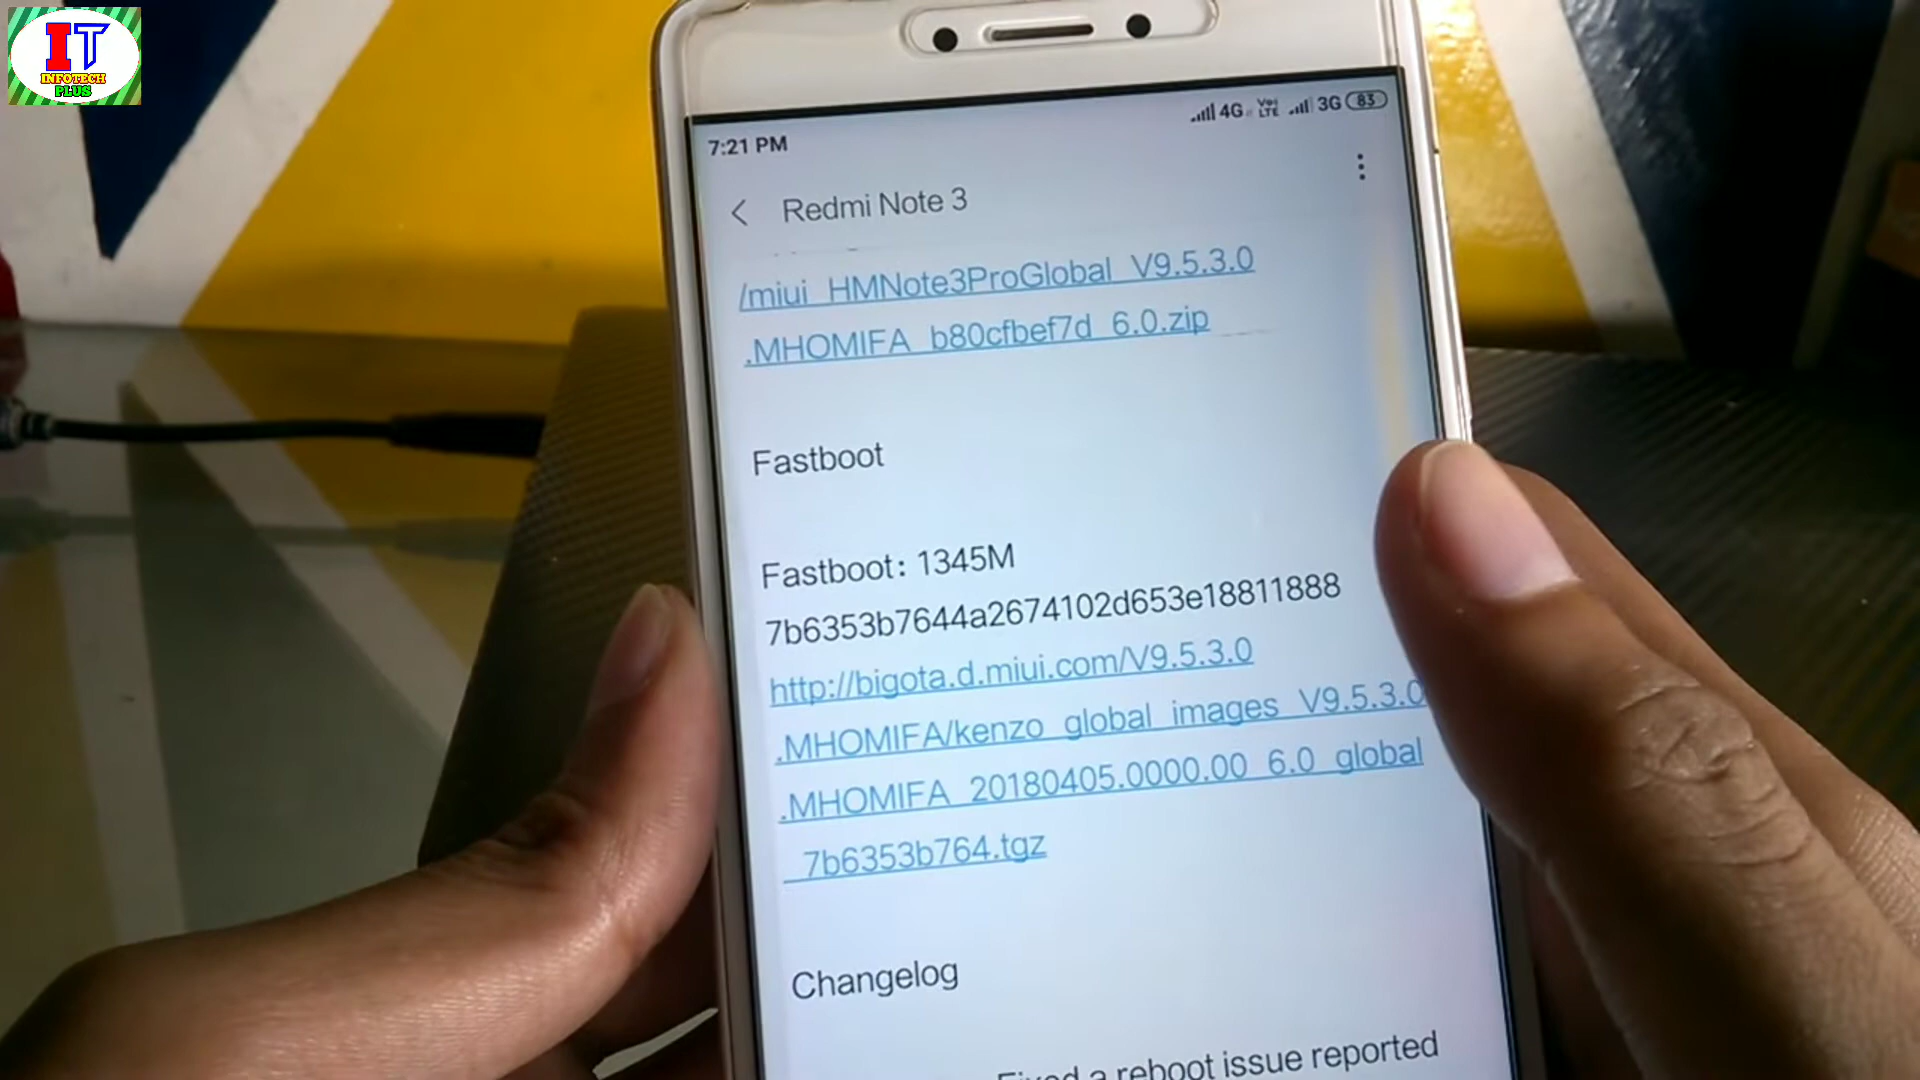 IT
INFOTECH
PLUS
7:21 PM
4G VoLTE 3G 83
Redmi Note 3
/miui_HMNote3ProGlobal_V9.5.3.0
.MHOMIFA_b80cfbef7d_6.0.zip
Fastboot
Fastboot: 1345M
7b6353b7644a2674102d653e18811888
http://bigota.d.miui.com/V9.5.3.0
.MHOMIFA/kenzo_global_images_V9.5.3.0
.MHOMIFA_20180405.0000.00_6.0_global
_7b6353b764.tgz
Changelog
Fixed a reboot issue reported